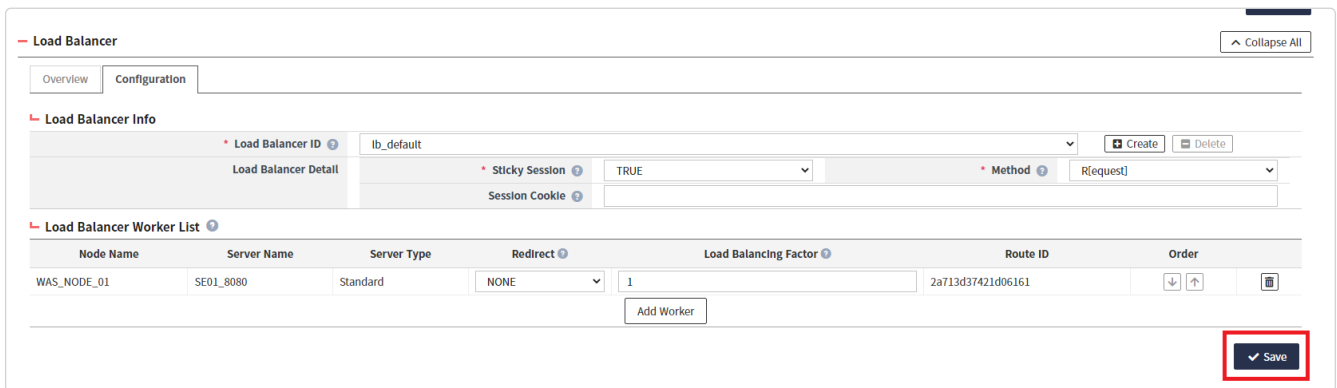 Load Balancer
Collapse All
Overview Configuration
Load Balancer Info
* Load Balancer ID ? lb_default Create Delete
Load Balancer Detail * Sticky Session ? TRUE * Method ? R[equest]
Session Cookie ?
Load Balancer Worker List ?
Node Name Server Name Server Type Redirect ? Load Balancing Factor ? Route ID Order
WAS_NODE_01 SE01_8080 Standard NONE 1 2a713d37421d06161
Add Worker
Save